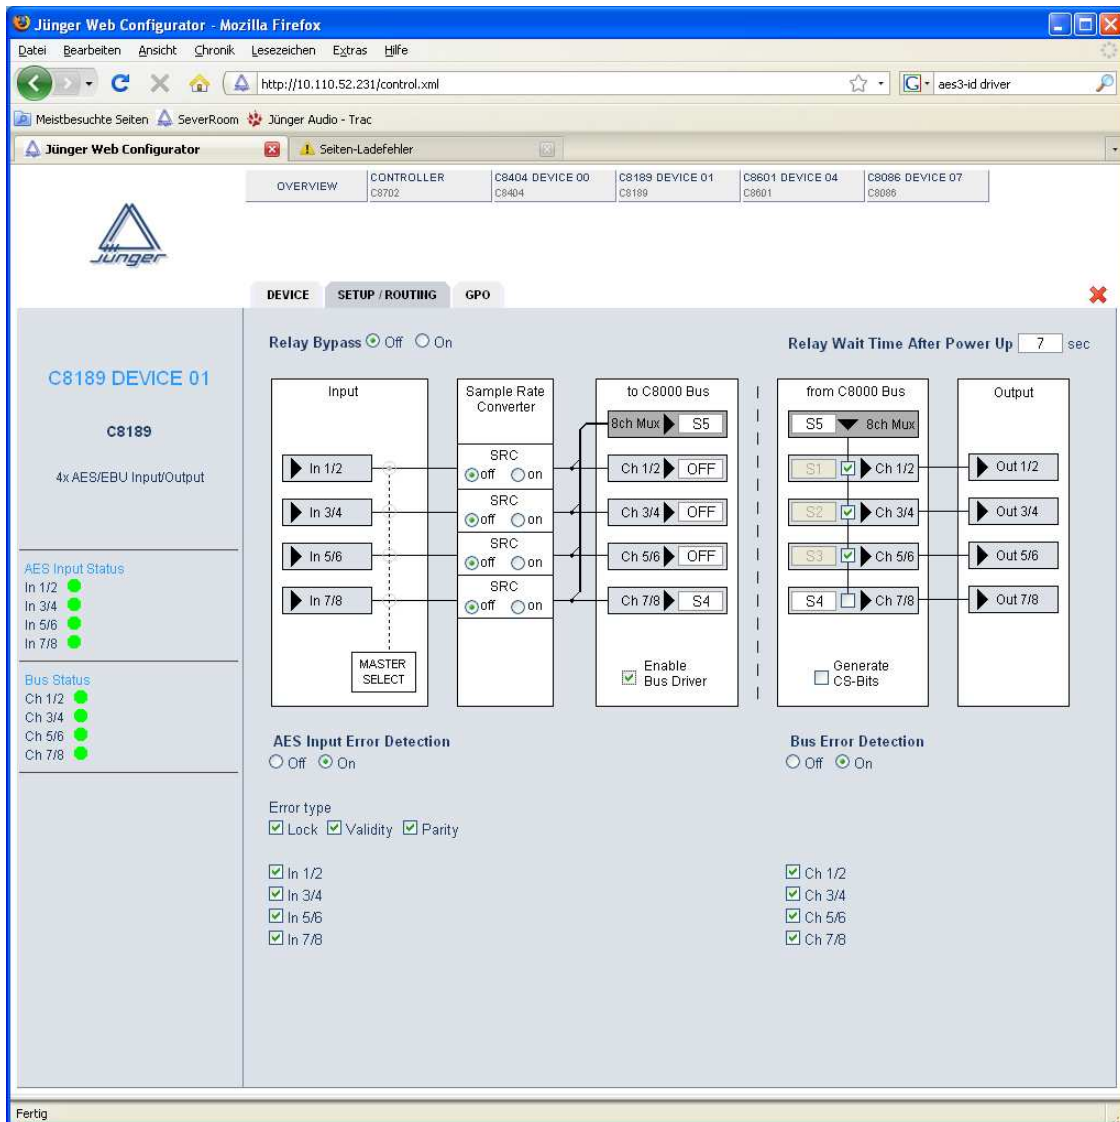 Jünger Web Configurator - Mozilla Firefox
Datei Bearbeiten Ansicht Chronik Lesezeichen Extras Hilfe
http://10.110.52.231/control.xml
G aes3-id driver
Meistbesuchte Seiten SeverRoom Jünger Audio - Trac
Jünger Web Configurator Seiten-Ladefehler
OVERVIEW
CONTROLLER
C8702
C8404 DEVICE 00
C8404
C8189 DEVICE 01
C8189
C8601 DEVICE 04
C8601
C8086 DEVICE 07
C8086
JÜNGER
DEVICE SETUP / ROUTING GPO
C8189 DEVICE 01
C8189
4x AES/EBU Input/Output
AES Input Status
In 1/2
In 3/4
In 5/6
In 7/8
Bus Status
Ch 1/2
Ch 3/4
Ch 5/6
Ch 7/8
Relay Bypass Off On
Relay Wait Time After Power Up 7 sec
Input
In 1/2
In 3/4
In 5/6
In 7/8
MASTER
SELECT
Sample Rate
Converter
SRC
off on
SRC
off on
SRC
off on
SRC
off on
to C8000 Bus
8ch Mux S5
Ch 1/2 OFF
Ch 3/4 OFF
Ch 5/6 OFF
Ch 7/8 S4
Enable
Bus Driver
from C8000 Bus
S5 8ch Mux
S1 Ch 1/2
S2 Ch 3/4
S3 Ch 5/6
S4 Ch 7/8
Generate
CS-Bits
Output
Out 1/2
Out 3/4
Out 5/6
Out 7/8
AES Input Error Detection
Off On
Error type
Lock Validity Parity
In 1/2
In 3/4
In 5/6
In 7/8
Bus Error Detection
Off On
Ch 1/2
Ch 3/4
Ch 5/6
Ch 7/8
Fertig